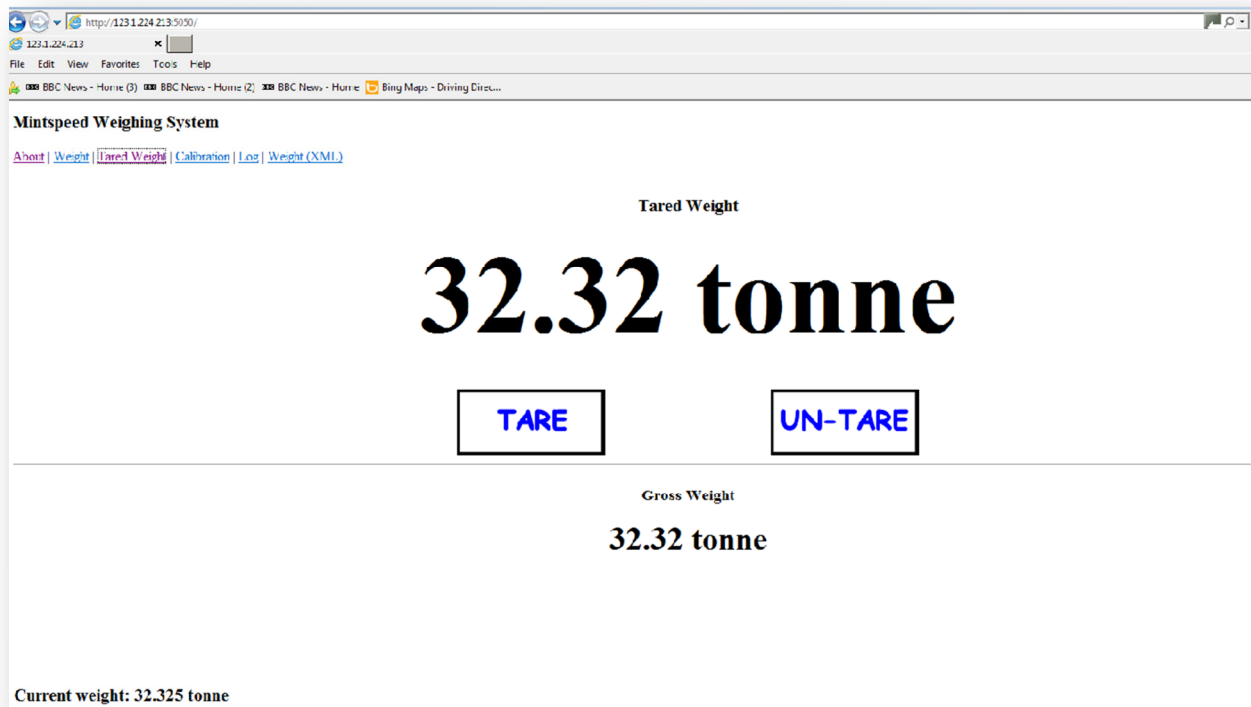 http://123.1.224.213:5050/
123.1.224.213
File Edit View Favorites Tools Help
BBC News - Home (3) BBC News - Home (2) BBC News - Home Bing Maps - Driving Direc...
Mintspeed Weighing System
About | Weight | Tared Weight | Calibration | Log | Weight (XML)
Tared Weight
32.32 tonne
TARE UN-TARE
Gross Weight
32.32 tonne
Current weight: 32.325 tonne